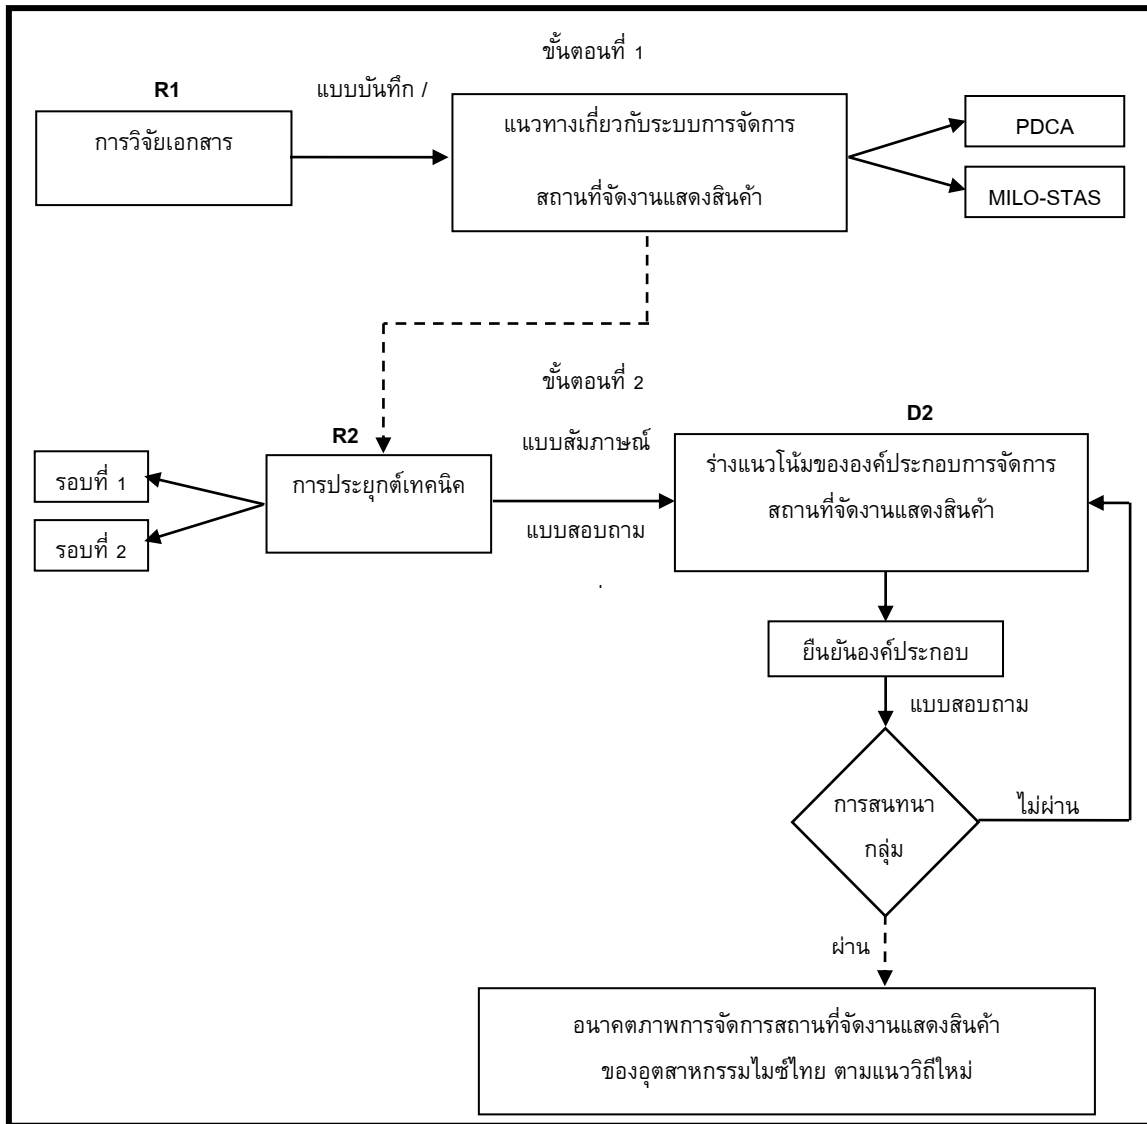 ขั้นตอนที่ 1
R1
แบบบันทึก /
การวิจัยเอกสาร
แนวทางเกี่ยวกับระบบการจัดการ
สถานที่จัดงานแสดงสินค้า
PDCA
MILO-STAS
ขั้นตอนที่ 2
R2
แบบสัมภาษณ์
D2
รอบที่ 1
รอบที่ 2
การประยุกต์เทคนิค
แบบสอบถาม
ร่างแนวโน้มขององค์ประกอบการจัดการ
สถานที่จัดงานแสดงสินค้า
ยืนยันองค์ประกอบ
แบบสอบถาม
การสนทนา
กลุ่ม
ไม่ผ่าน
ผ่าน
อนาคตภาพการจัดการสถานที่จัดงานแสดงสินค้า
ของอุตสาหกรรมไมซ์ไทย ตามแนววิถีใหม่